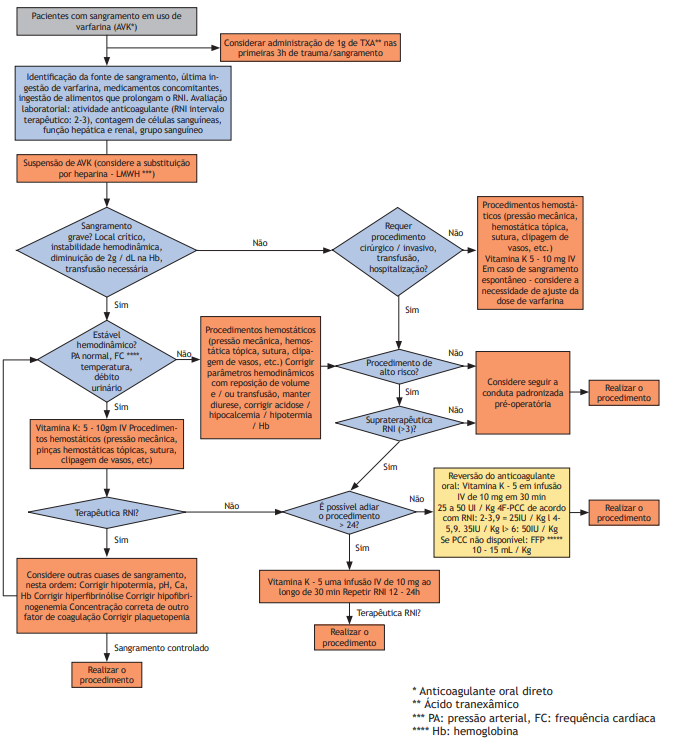 Pacientes com sangramento em uso de
varfarina (AVK*)
Considerar administração de 1g de TXA** nas
primeiras 3h de trauma/sangramento
Identificação da fonte de sangramento, última in-
gestão de varfarina, medicamentos concomitantes,
ingestão de alimentos que prolongam o RNI. Avaliação
laboratorial: atividade anticoagulante (RNI intervalo
terapêutico: 2-3), contagem de células sanguíneas,
função hepática e renal, grupo sanguíneo
Suspensão de AVK (considere a substituição
por heparina - LMWH ***)
Sangramento
grave? Local crítico,
instabilidade hemodinâmica,
diminuição de 2g / dL na Hb,
transfusão necessária
Não
Requer
procedimento
cirúrgico / invasivo,
transfusão,
hospitalização?
Não
Procedimentos hemostá-
ticos (pressão mecânica,
hemostática tópica,
sutura, clipagem de
vasos, etc.)
Vitamina K 5 - 10 mg IV
Em caso de sangramento
espontêneo - considere a
necessidade de ajuste da
dose de varfarina
Sim
Sim
Estável
hemodinâmico?
PA normal, FC ****,
temperatura,
débito
urinário
Não
Procedimentos hemostáticos
(pressão mecânica, hemos-
tática tópica, sutura, clipa-
gem de vasos, etc.) Corrigir
parâmetros hemodinâmicos
com reposição de volume
e / ou transfusão, manter
diurese, corrigir acidose /
hipocalcemia / hipotermia
/ Hb
Procedimento de
alto risco?
Não
Considere seguir a
conduta padronizada
pré-operatória
Realizar o
procedimento
Sim
Sim
Supraterapêutica
RNI (>3)?
Não
Vitamina K: 5 - 10gm IV Procedimen-
tos hemostáticos (pressão mecânica,
pinças hemostáticas tópicas, sutura,
clipagem de vasos, etc)
Sim
Terapêutica RNI?
Não
É possível adiar
o procedimento
> 24?
Não
Reversão do anticoagulante
oral: Vitamina K - 5 em infusão
IV de 10 mg em 30 min
25 a 50 UI / Kg 4F-PCC de acordo
com RNI: 2-3,9 = 25IU / Kg l 4-
5,9. 35IU / Kg l> 6: 50IU / Kg
Se PCC não disponível: FFP *****
10 - 15 mL / Kg
Realizar o
procedimento
Sim
Sim
Considere outras cuases de sangramento,
nesta ordem: Corrigir hipotermia, pH, Ca,
Hb Corrigir hiperfibrinólise Corrigir hipofibri-
nogenemia Concentração correta de outro
fator de coagulação Corrigir plaquetopenia
Vitamina K - 5 uma infusão IV de 10 mg ao
longo de 30 min Repetir RNI 12 - 24h
Terapêutica RNI?
Realizar o
procedimento
Sangramento controlado
Realizar o
procedimento
* Anticoagulante oral direto
** Ácido tranexâmico
*** PA: pressão arterial, FC: frequência cardíaca
**** Hb: hemoglobina